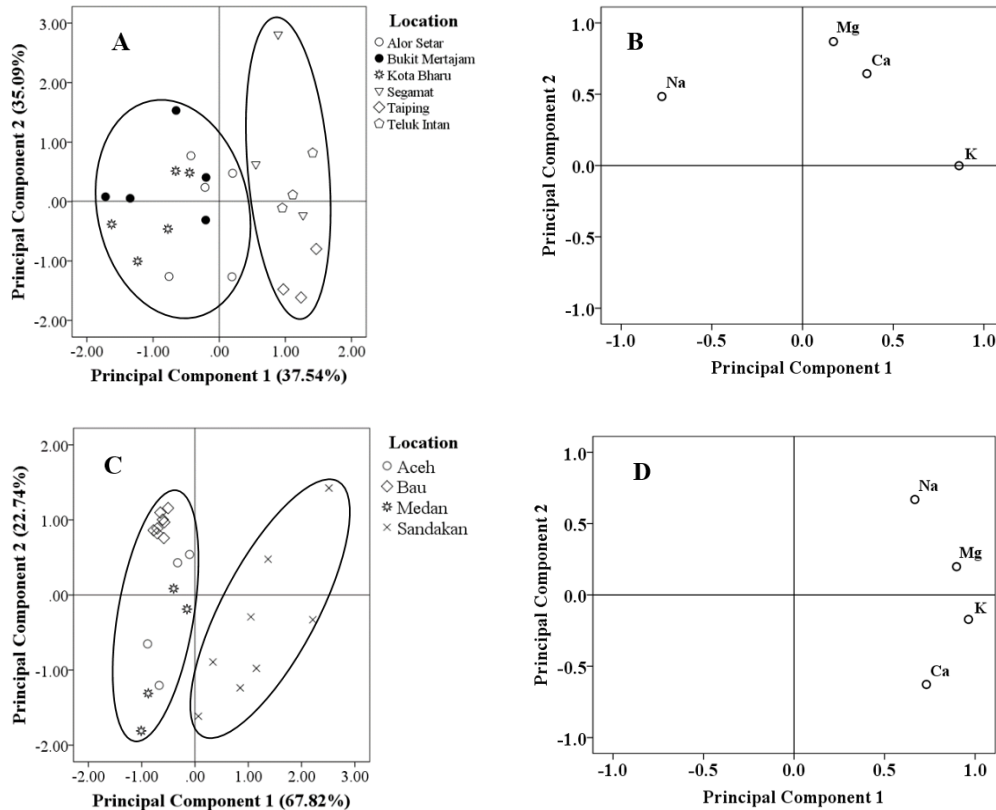 A
Principal Component 2 (35.09%)
3.00
2.00
1.00
.00
-1.00
-2.00
-2.00 -1.00 .00 1.00 2.00
Principal Component 1 (37.54%)
Location
Alor Setar
Bukit Mertajam
Kota Bharu
Segamat
Taiping
Teluk Intan
B
Principal Component 2
1.0
0.5
0.0
-0.5
-1.0
Mg
Ca
Na
K
-1.0 -0.5 0.0 0.5 1.0
Principal Component 1
C
Principal Component 2 (22.74%)
2.00
1.00
.00
-1.00
-2.00
-1.00 .00 1.00 2.00 3.00
Principal Component 1 (67.82%)
Location
Aceh
Bau
Medan
Sandakan
D
Principal Component 2
1.0
0.5
0.0
-0.5
-1.0
Na
Mg
K
Ca
-1.0 -0.5 0.0 0.5 1.0
Principal Component 1